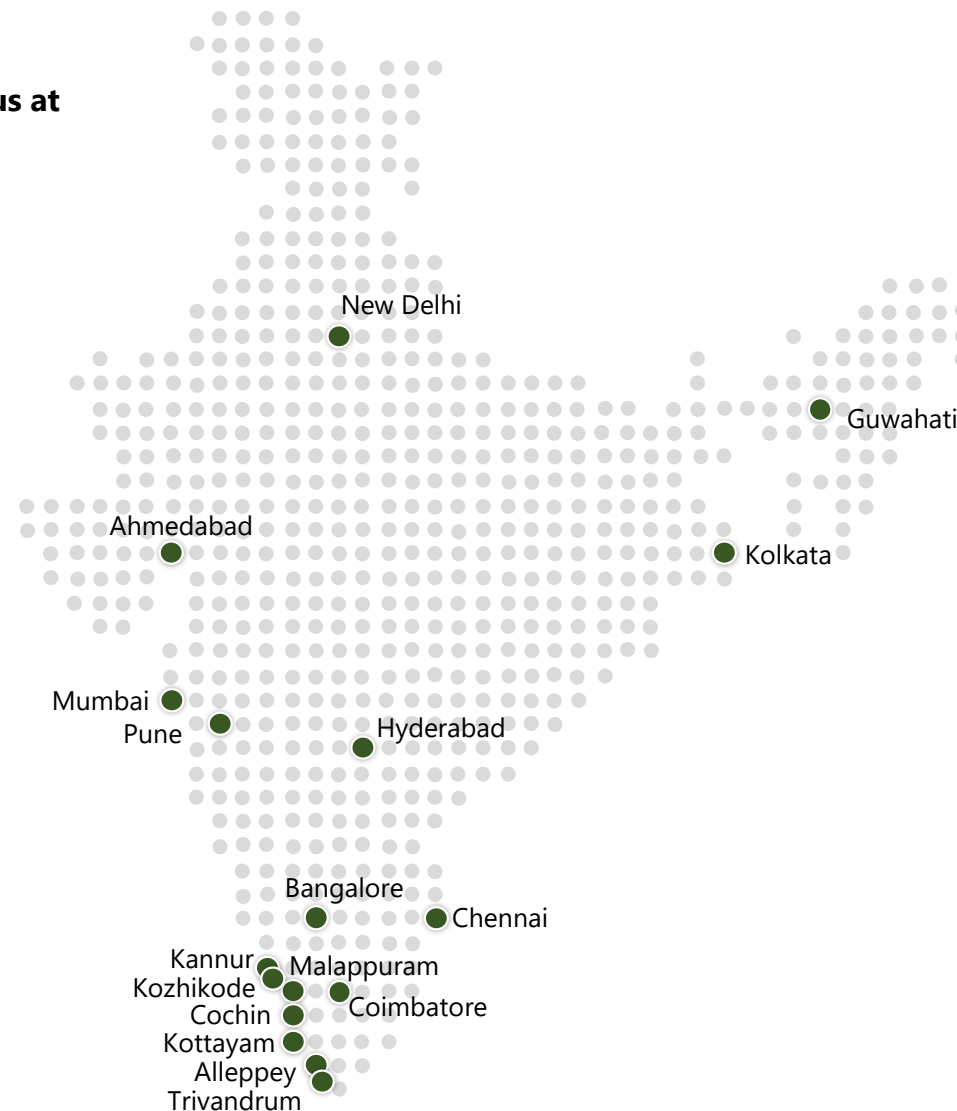 us at
New Delhi
Guwahati
Ahmedabad
Kolkata
Mumbai
Pune
Hyderabad
Bangalore
Chennai
Kannur
Malappuram
Kozhikode
Coimbatore
Cochin
Kottayam
Alleppey
Trivandrum